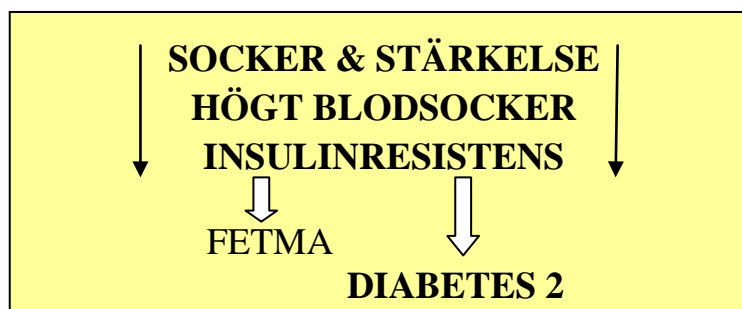 SOCKER & STÄRKELSE
HÖGT BLODSOCKER
INSULINRESISTENS
FETMA
DIABETES 2